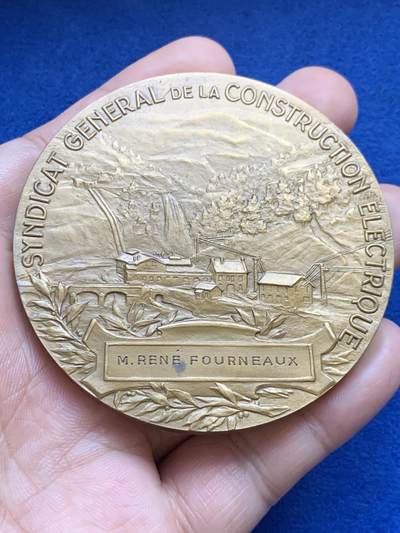 SYNDICAT GENERAL DE LA CONSTRUCTION ELECTRIQUE
M. RENÉ FOURNEAUX